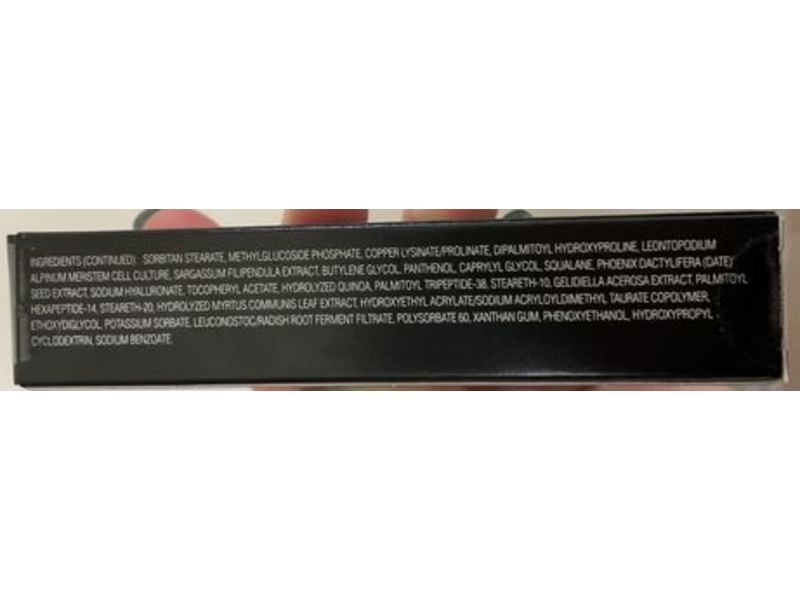 INGREDIENTS (CONTINUED): SORBITAN STEARATE, METHYLGLUCOSIDE PHOSPHATE, COPPER LYSINATE/PROLINATE, DIPALMITOYL HYDROXYPROLINE, LEONTOPODIUM
ALPINUM MERISTEM CELL CULTURE, SARGASSUM FILIPENDULA EXTRACT, BUTYLENE GLYCOL, PANTHENOL, CAPRYLYL GLYCOL, SQUALANE, PHOENIX DACTYLIFERA (DATE)
SEED EXTRACT, SODIUM HYALURONATE, TOCOPHERYL ACETATE, HYDROLYZED QUINOA, PALMITOYL TRIPEPTIDE-38, STEARETH-10, GELIDIELLA ACEROSA EXTRACT, PALMITOYL
HEXAPEPTIDE-14, STEARETH-20, HYDROLYZED MYRTUS COMMUNIS LEAF EXTRACT, HYDROXYETHYL ACRYLATE/SODIUM ACRYLOYLDIMETHYL TAURATE COPOLYMER,
ETHOXYDIGLYCOL, POTASSIUM SORBATE, LEUCONOSTOC/RADISH ROOT FERMENT FILTRATE, POLYSORBATE 60, XANTHAN GUM, PHENOXYETHANOL, HYDROXYPROPYL
CYCLODEXTRIN, SODIUM BENZOATE.